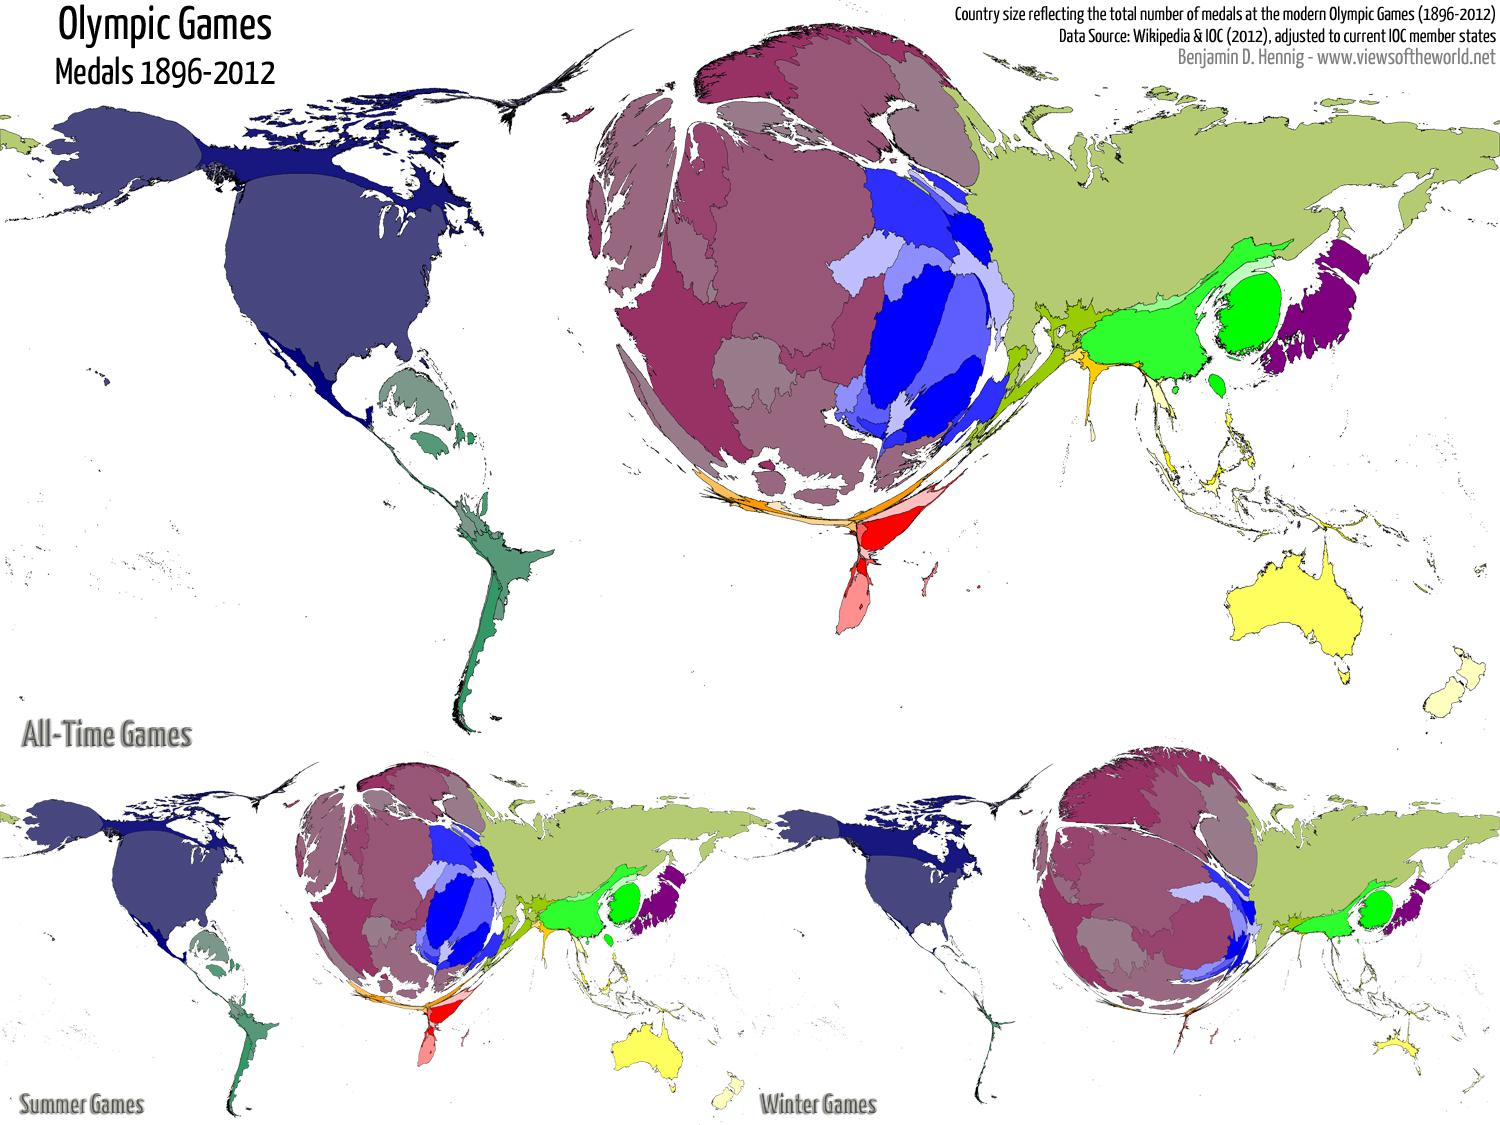 Olympic Games
Medals 1896-2012
Country size reflecting the total number of medals at the modern Olympic Games (1896-2012)
Data Source: Wikipedia & IOC (2012), adjusted to current IOC member states
Benjamin D. Hennig - www.viewsoftheworld.net
All-Time Games
Summer Games
Winter Games